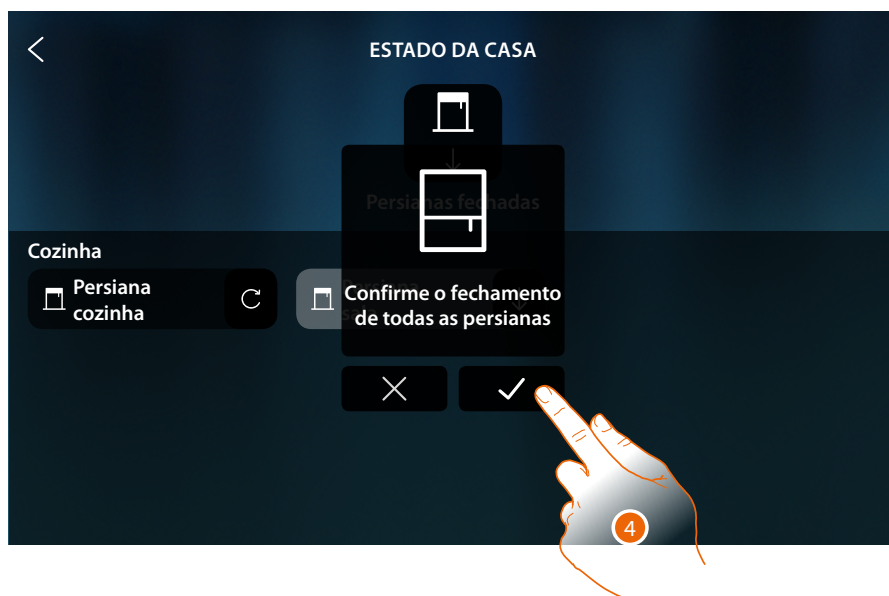 ESTADO DA CASA
Persianas fechadas
Cozinha
Persiana
cozinha
Confirme o fechamento
de todas as persianas
4